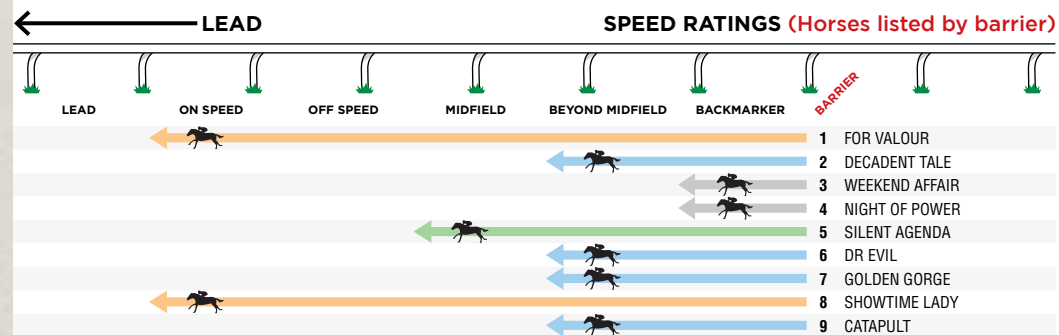 LEAD SPEED RATINGS (Horses listed by barrier)
LEAD ON SPEED OFF SPEED MIDFIELD BEYOND MIDFIELD BACKMARKER BARRIER
1 FOR VALOUR
2 DECADENT TALE
3 WEEKEND AFFAIR
4 NIGHT OF POWER
5 SILENT AGENDA
6 DR EVIL
7 GOLDEN GORGE
8 SHOWTIME LADY
9 CATAPULT